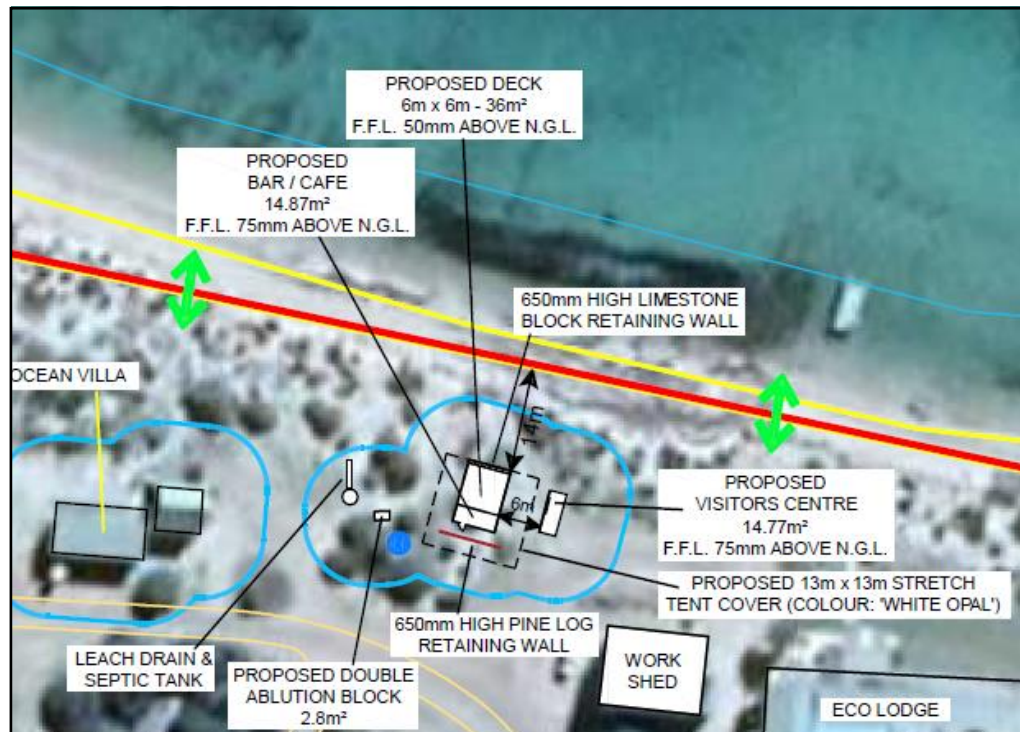 PROPOSED DECK
6m x 6m - 36m²
F.F.L. 50mm ABOVE N.G.L.
PROPOSED
BAR / CAFE
14.87m²
F.F.L. 75mm ABOVE N.G.L.
650mm HIGH LIMESTONE
BLOCK RETAINING WALL
OCEAN VILLA
14m
6m
PROPOSED
VISITORS CENTRE
14.77m²
F.F.L. 75mm ABOVE N.G.L.
PROPOSED 13m x 13m STRETCH
TENT COVER (COLOUR: 'WHITE OPAL')
650mm HIGH PINE LOG
RETAINING WALL
LEACH DRAIN &
SEPTIC TANK
PROPOSED DOUBLE
ABLUTION BLOCK
2.8m²
WORK
SHED
ECO LODGE